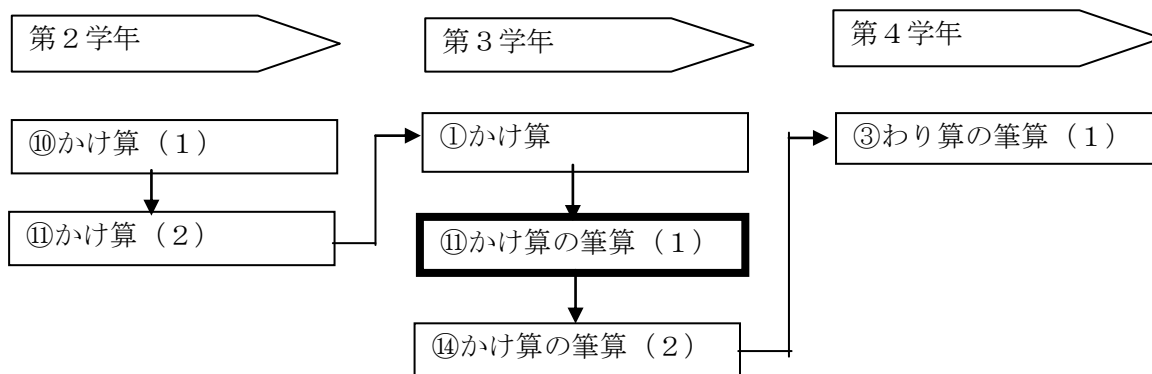 第２学年
第３学年
第４学年
⑩かけ算（１）
①かけ算
③わり算の筆算（１）
⑪かけ算（２）
⑪かけ算の筆算（１）
⑭かけ算の筆算（２）